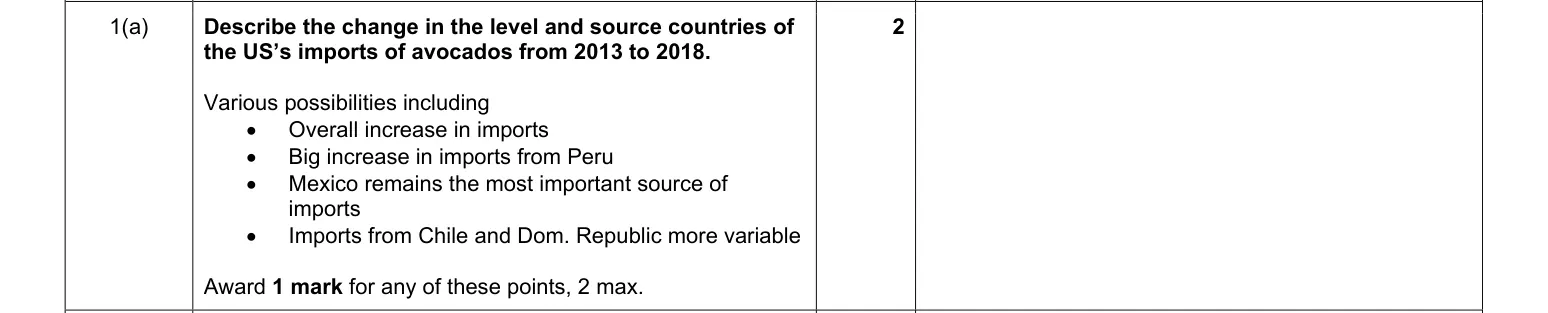 1(a)
Describe the change in the level and source countries of
the US’s imports of avocados from 2013 to 2018.
2
Various possibilities including
• Overall increase in imports
• Big increase in imports from Peru
• Mexico remains the most important source of
imports
• Imports from Chile and Dom. Republic more variable
Award 1 mark for any of these points, 2 max.